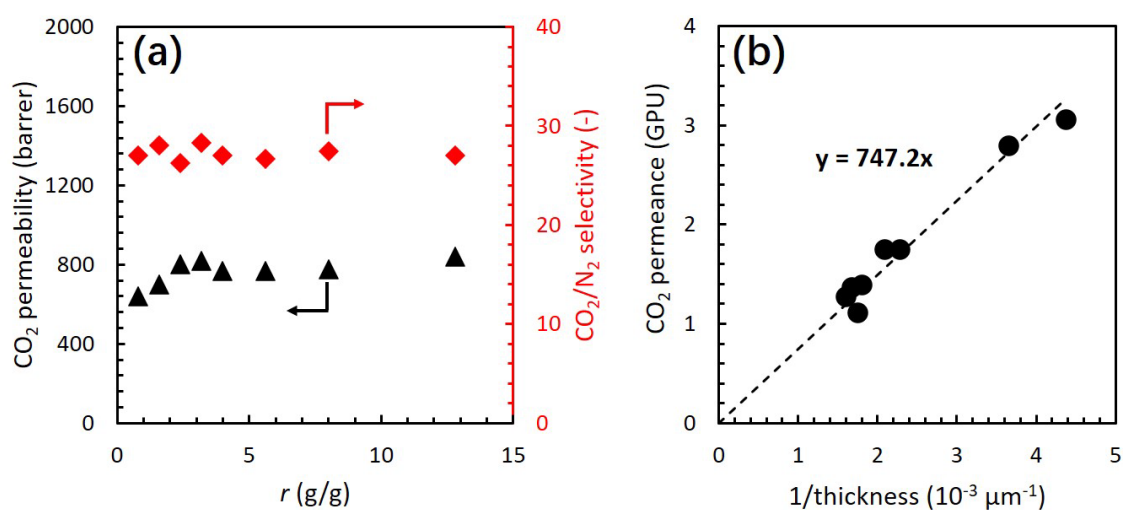 (a)
CO₂ permeability (barrer)
2000
1600
1200
800
400
0
0 5 10 15
r (g/g)
40
30
20
10
0
CO₂/N₂ selectivity (-)
(b)
CO₂ permeance (GPU)
4
3
2
1
0
y = 747.2x
0 1 2 3 4 5
1/thickness (10⁻³ μm⁻¹)